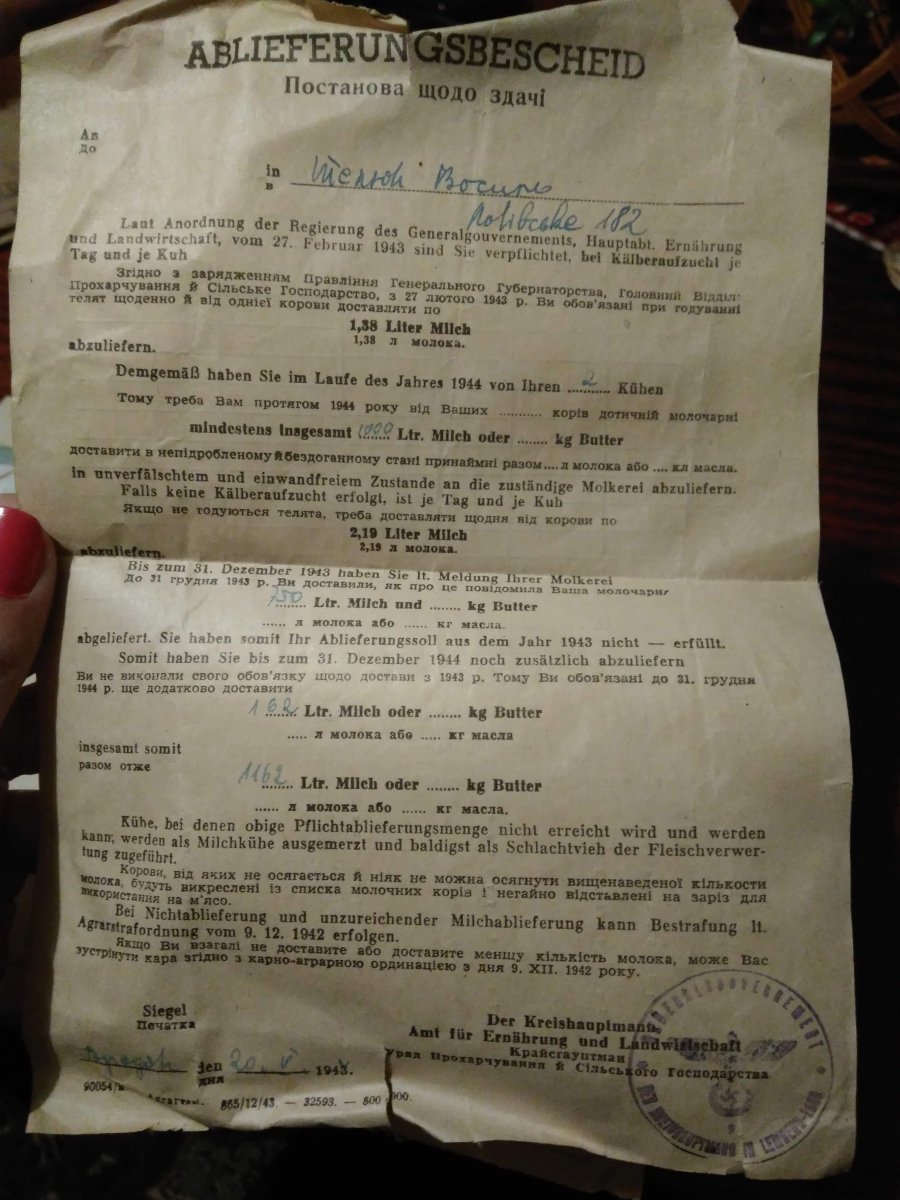 ABLIEFERUNGSBESCHEID
Постанова щодо здачі
An
до
in
в
182
Laut Anordnung der Regierung des Generalgouvernements, Hauptabt. Ernährung
und Landwirtschaft, vom 27. Februar 1943 sind Sie verpflichtet, bei Kälberaufzucht je
Tag und je Kuh
Згідно з зарядженням Правління Генерального Губернаторства, Головний Відділ:
Прохарчування й Сільське Господарство, з 27 лютого 1943 р. Ви обов'язані при годуванні
телят щоденно й від однієї корови доставляти по
1,38 Liter Milch
1,38 л молока.
abzuliefern.
Demgemäß haben Sie im Laufe des Jahres 1944 von Ihren ...2... Kühen
Тому треба Вам протягом 1944 року від Ваших .......... корів дотичній молочарні
mindestens insgesamt 1000 Ltr. Milch oder ........ kg Butter
доставити в непідробленому й бездоганному стані принаймні разом.... л молока або .... кл масла.
in unverfälschtem und einwandfreiem Zustande an die zuständige Molkerei abzuliefern.
Falls keine Kälberaufzucht erfolgt, ist je Tag und je Kuh
Якщо не годуються телята, треба доставляти щодня від корови по
2,19 Liter Milch
2,19 л молока.
abzuliefern.
Bis zum 31. Dezember 1943 haben Sie lt. Meldung Ihrer Molkerei
До 31 грудня 1943 р. Ви доставили, як про це повідомила Ваша молочарня
750 Ltr. Milch und ........ kg Butter
...... л молока або ...... кг масла.
abgeliefert. Sie haben somit Ihr Ablieferungssoll aus dem Jahr 1943 nicht — erfüllt.
Somit haben Sie bis zum 31. Dezember 1944 noch zusätzlich abzuliefern
Ви не виконали свого обов'язку щодо достави з 1943 р. Тому Ви обов'язані до 31. грудня
1944 р. ще додатково доставити
162 Ltr. Milch oder ........ kg Butter
..... л молока або ..... кг масла
insgesamt somit
разом отже
1162 Ltr. Milch oder ........ kg Butter
...... л молока або ...... кг масла.
Kühe, bei denen obige Pflichtablieferungsmenge nicht erreicht wird und werden
kann, werden als Milchkühe ausgemerzt und baldigst als Schlachtvieh der Fleischverwer-
tung zugeführt.
Корови, від яких не осягається й ніяк не можна осягнути вищенаведеної кількости
молока, будуть викреслені із списка молочних корів і негайно відставлені на заріз для
використання на м'ясо.
Bei Nichtablieferung und unzureichender Milchablieferung kann Bestrafung lt.
Agrarstrafordnung vom 9. 12. 1942 erfolgen.
Якщо Ви взагалі не доставите або доставите меншу кількість молока, може Вас
зустрінути кара згідно з карно-аграрною ординацією з дня 9. XII. 1942 року.
Siegel
Печатка
Der Kreishauptmann
Amt für Ernährung und Landwirtschaft
Крайсгауптман
Уряд Прохарчування й Сільського Господарства
den 20. V. 194
дня
90054/
865/12/43. — 32593. — 800 000.
GENERALGOUVERNEMENT
DER KREISHAUPTMANN IN LEMBERG-LAND